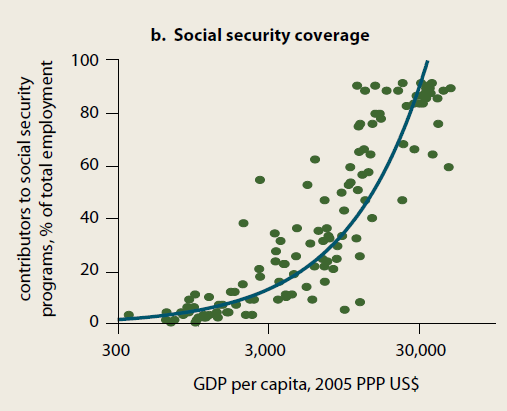 b. Social security coverage
contributors to social security
programs, % of total employment
100
80
60
40
20
0
300
3,000
30,000
GDP per capita, 2005 PPP US$